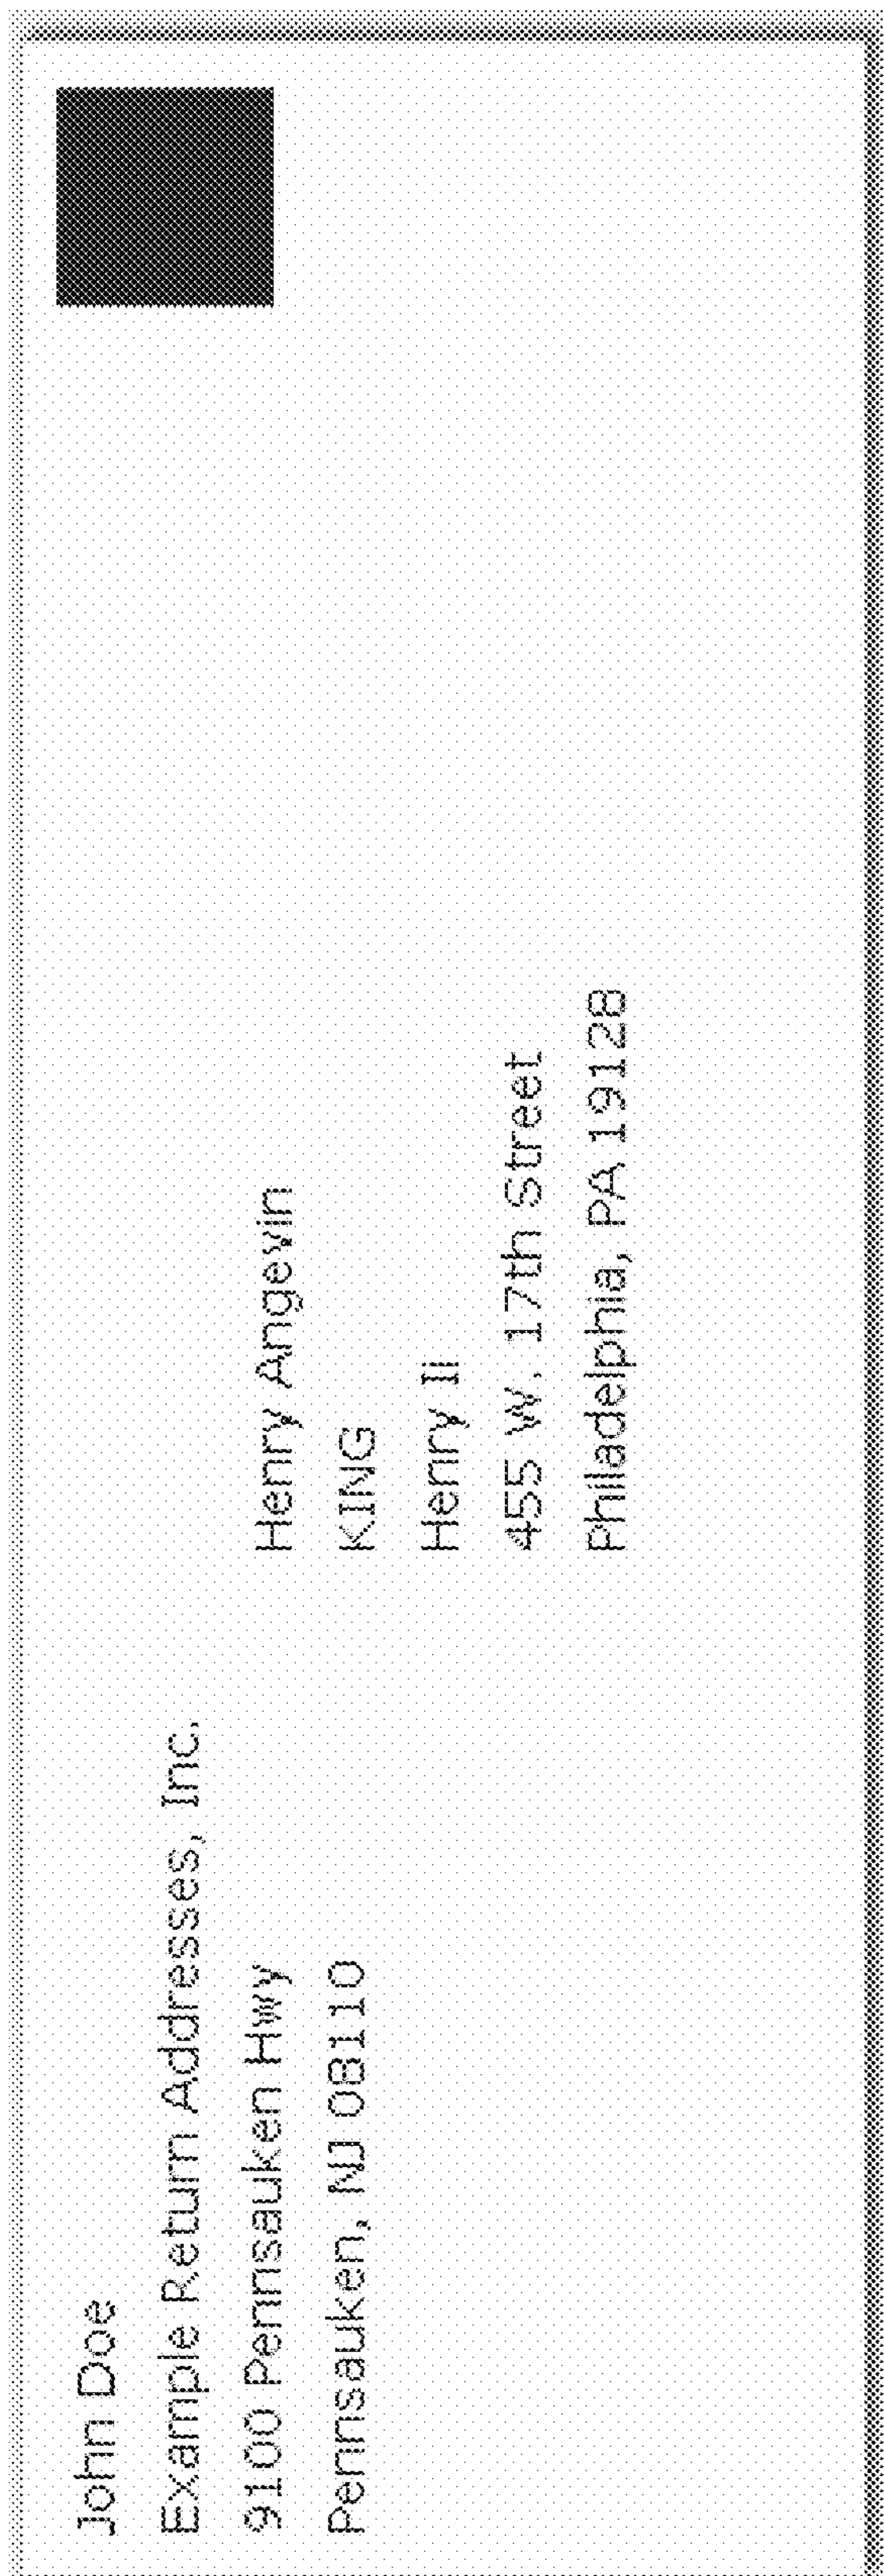 John Doe
Example Return Addresses, Inc.
9100 Pennsauken Hwy
Pennsauken, NJ 08110
Henry Angevin
KING
Henry Ii
455 W. 17th Street
Philadelphia, PA 19128